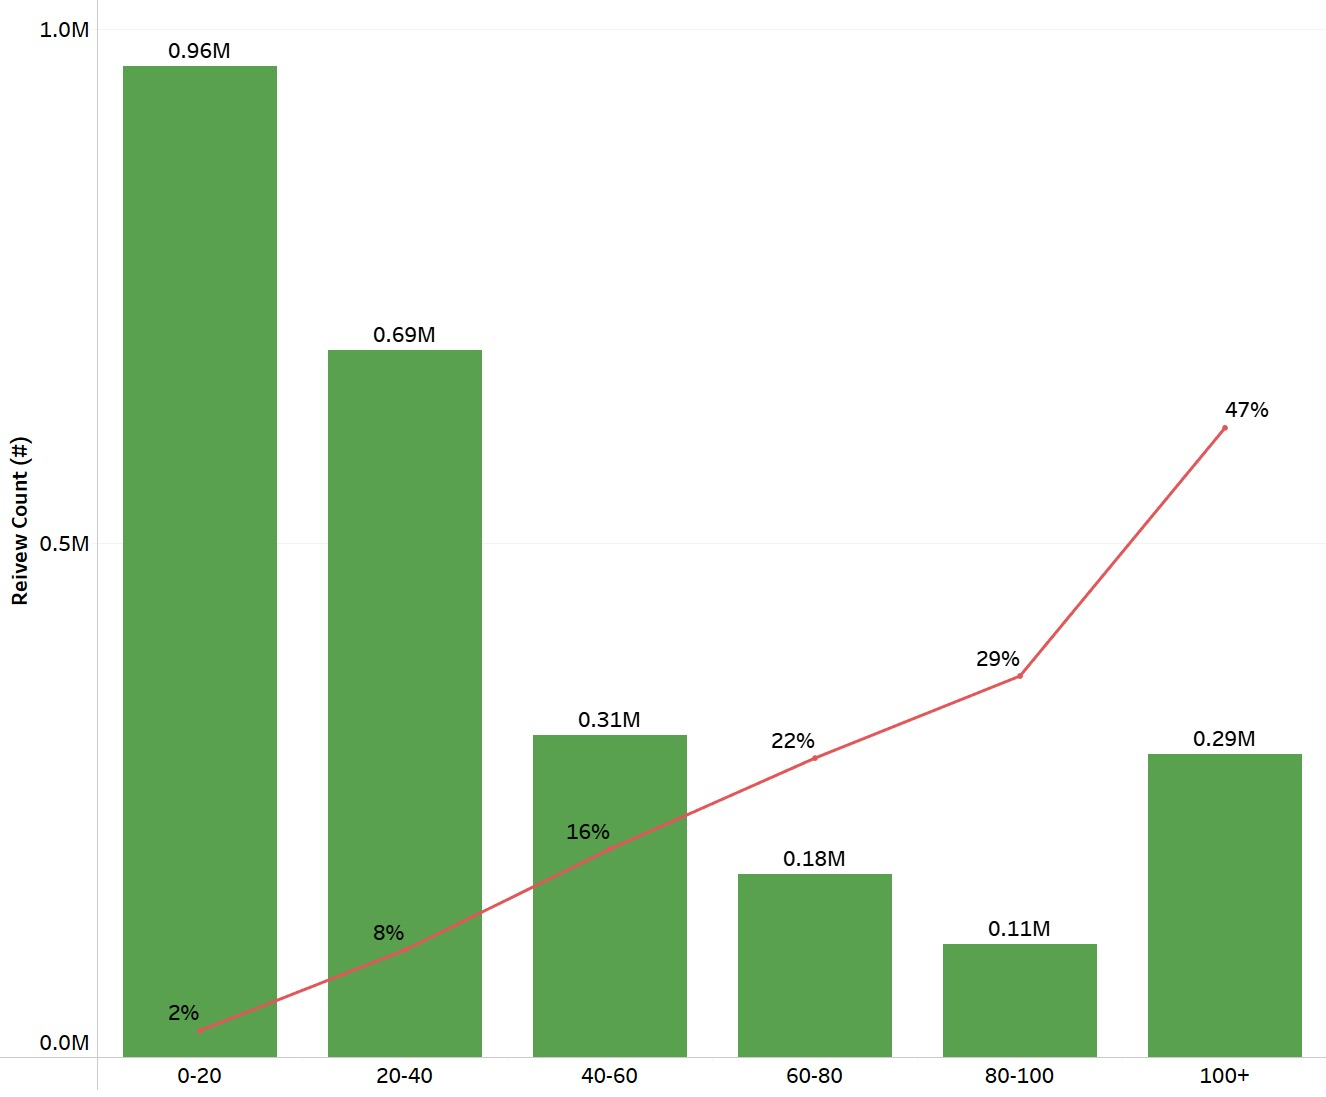 1.0M
0.96M
0.69M
47%
Reivew Count (#)
0.5M
29%
0.31M
22%
0.29M
16%
0.18M
8%
0.11M
2%
0.0M
0-20
20-40
40-60
60-80
80-100
100+